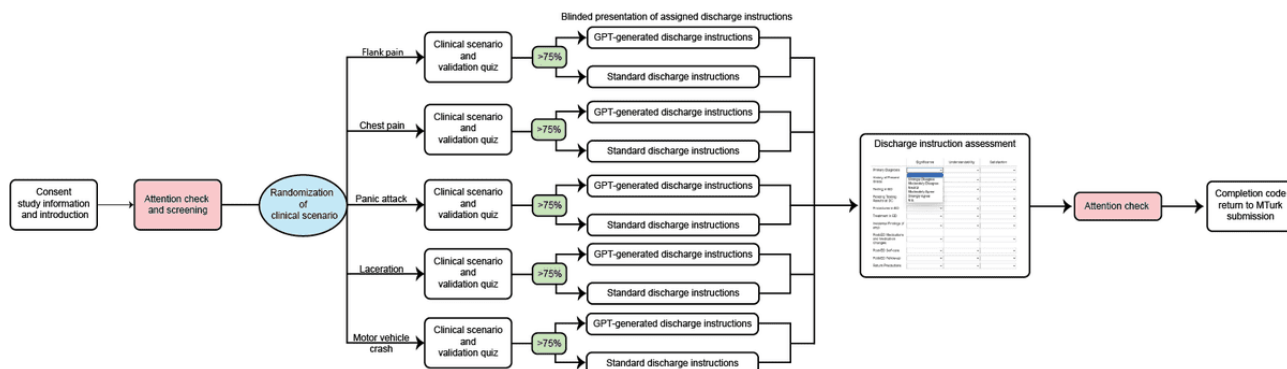 Blinded presentation of assigned discharge instructions
Consent
study information
and introduction
Attention check
and screening
Randomization
of
clinical scenario
Flank pain
Clinical scenario
and
validation quiz
>75%
GPT-generated discharge instructions
Standard discharge instructions
Chest pain
Clinical scenario
and
validation quiz
>75%
GPT-generated discharge instructions
Standard discharge instructions
Panic attack
Clinical scenario
and
validation quiz
>75%
GPT-generated discharge instructions
Standard discharge instructions
Laceration
Clinical scenario
and
validation quiz
>75%
GPT-generated discharge instructions
Standard discharge instructions
Motor vehicle
crash
Clinical scenario
and
validation quiz
>75%
GPT-generated discharge instructions
Standard discharge instructions
Discharge instruction assessment
Attention check
Completion code
return to MTurk
submission